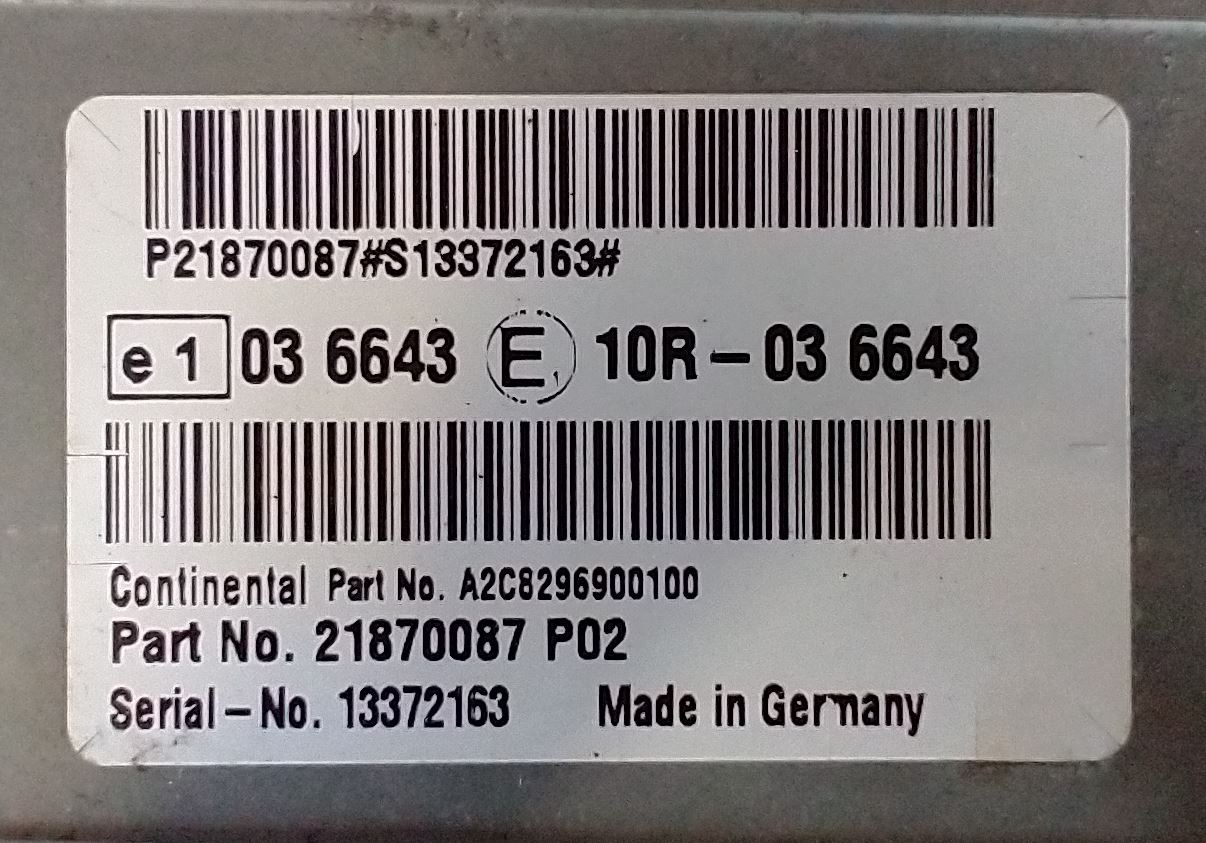 P21870087#S13372163#
e 1 03 6643 E1 10R-03 6643
Continental Part No. A2C8296900100
Part No. 21870087 P02
Serial-No. 13372163 Made in Germany